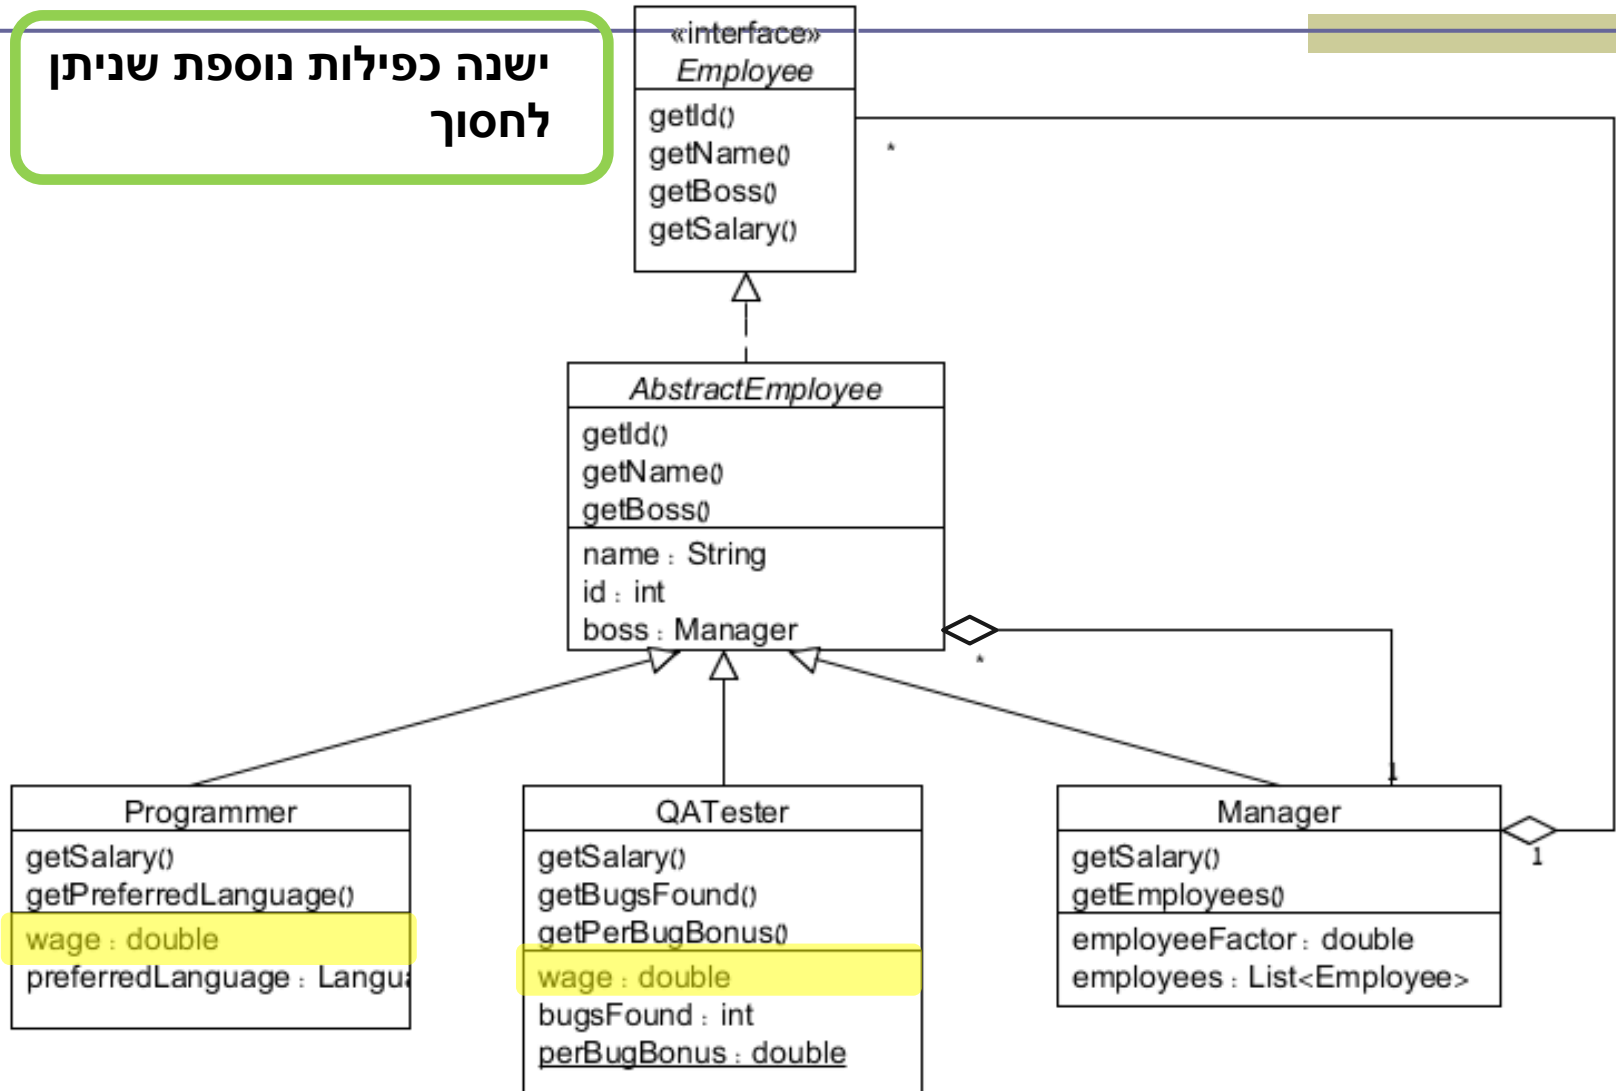 ישנה כפילות נוספת שניתן
לחסוך
«interface»
Employee
getId()
getName()
getBoss()
getSalary()
*
AbstractEmployee
getId()
getName()
getBoss()
name : String
id : int
boss : Manager
*
1
Programmer
getSalary()
getPreferredLanguage()
wage : double
preferredLanguage : Langua
QATester
getSalary()
getBugsFound()
getPerBugBonus()
wage : double
bugsFound : int
perBugBonus : double
Manager
getSalary()
getEmployees()
employeeFactor : double
employees : List<Employee>
1